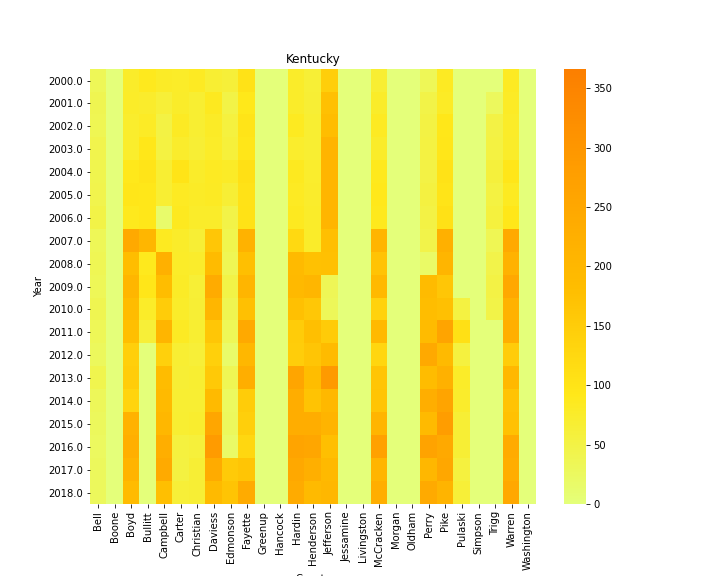 Kentucky
Year
2000.0
2001.0
2002.0
2003.0
2004.0
2005.0
2006.0
2007.0
2008.0
2009.0
2010.0
2011.0
2012.0
2013.0
2014.0
2015.0
2016.0
2017.0
2018.0
Bell
Boone
Boyd
Bullitt
Campbell
Carter
Christian
Daviess
Edmonson
Fayette
Greenup
Hancock
Hardin
Henderson
Jefferson
Jessamine
Livingston
McCracken
Morgan
Oldham
Perry
Pike
Pulaski
Simpson
Trigg
Warren
Washington
350
300
250
200
150
100
50
0